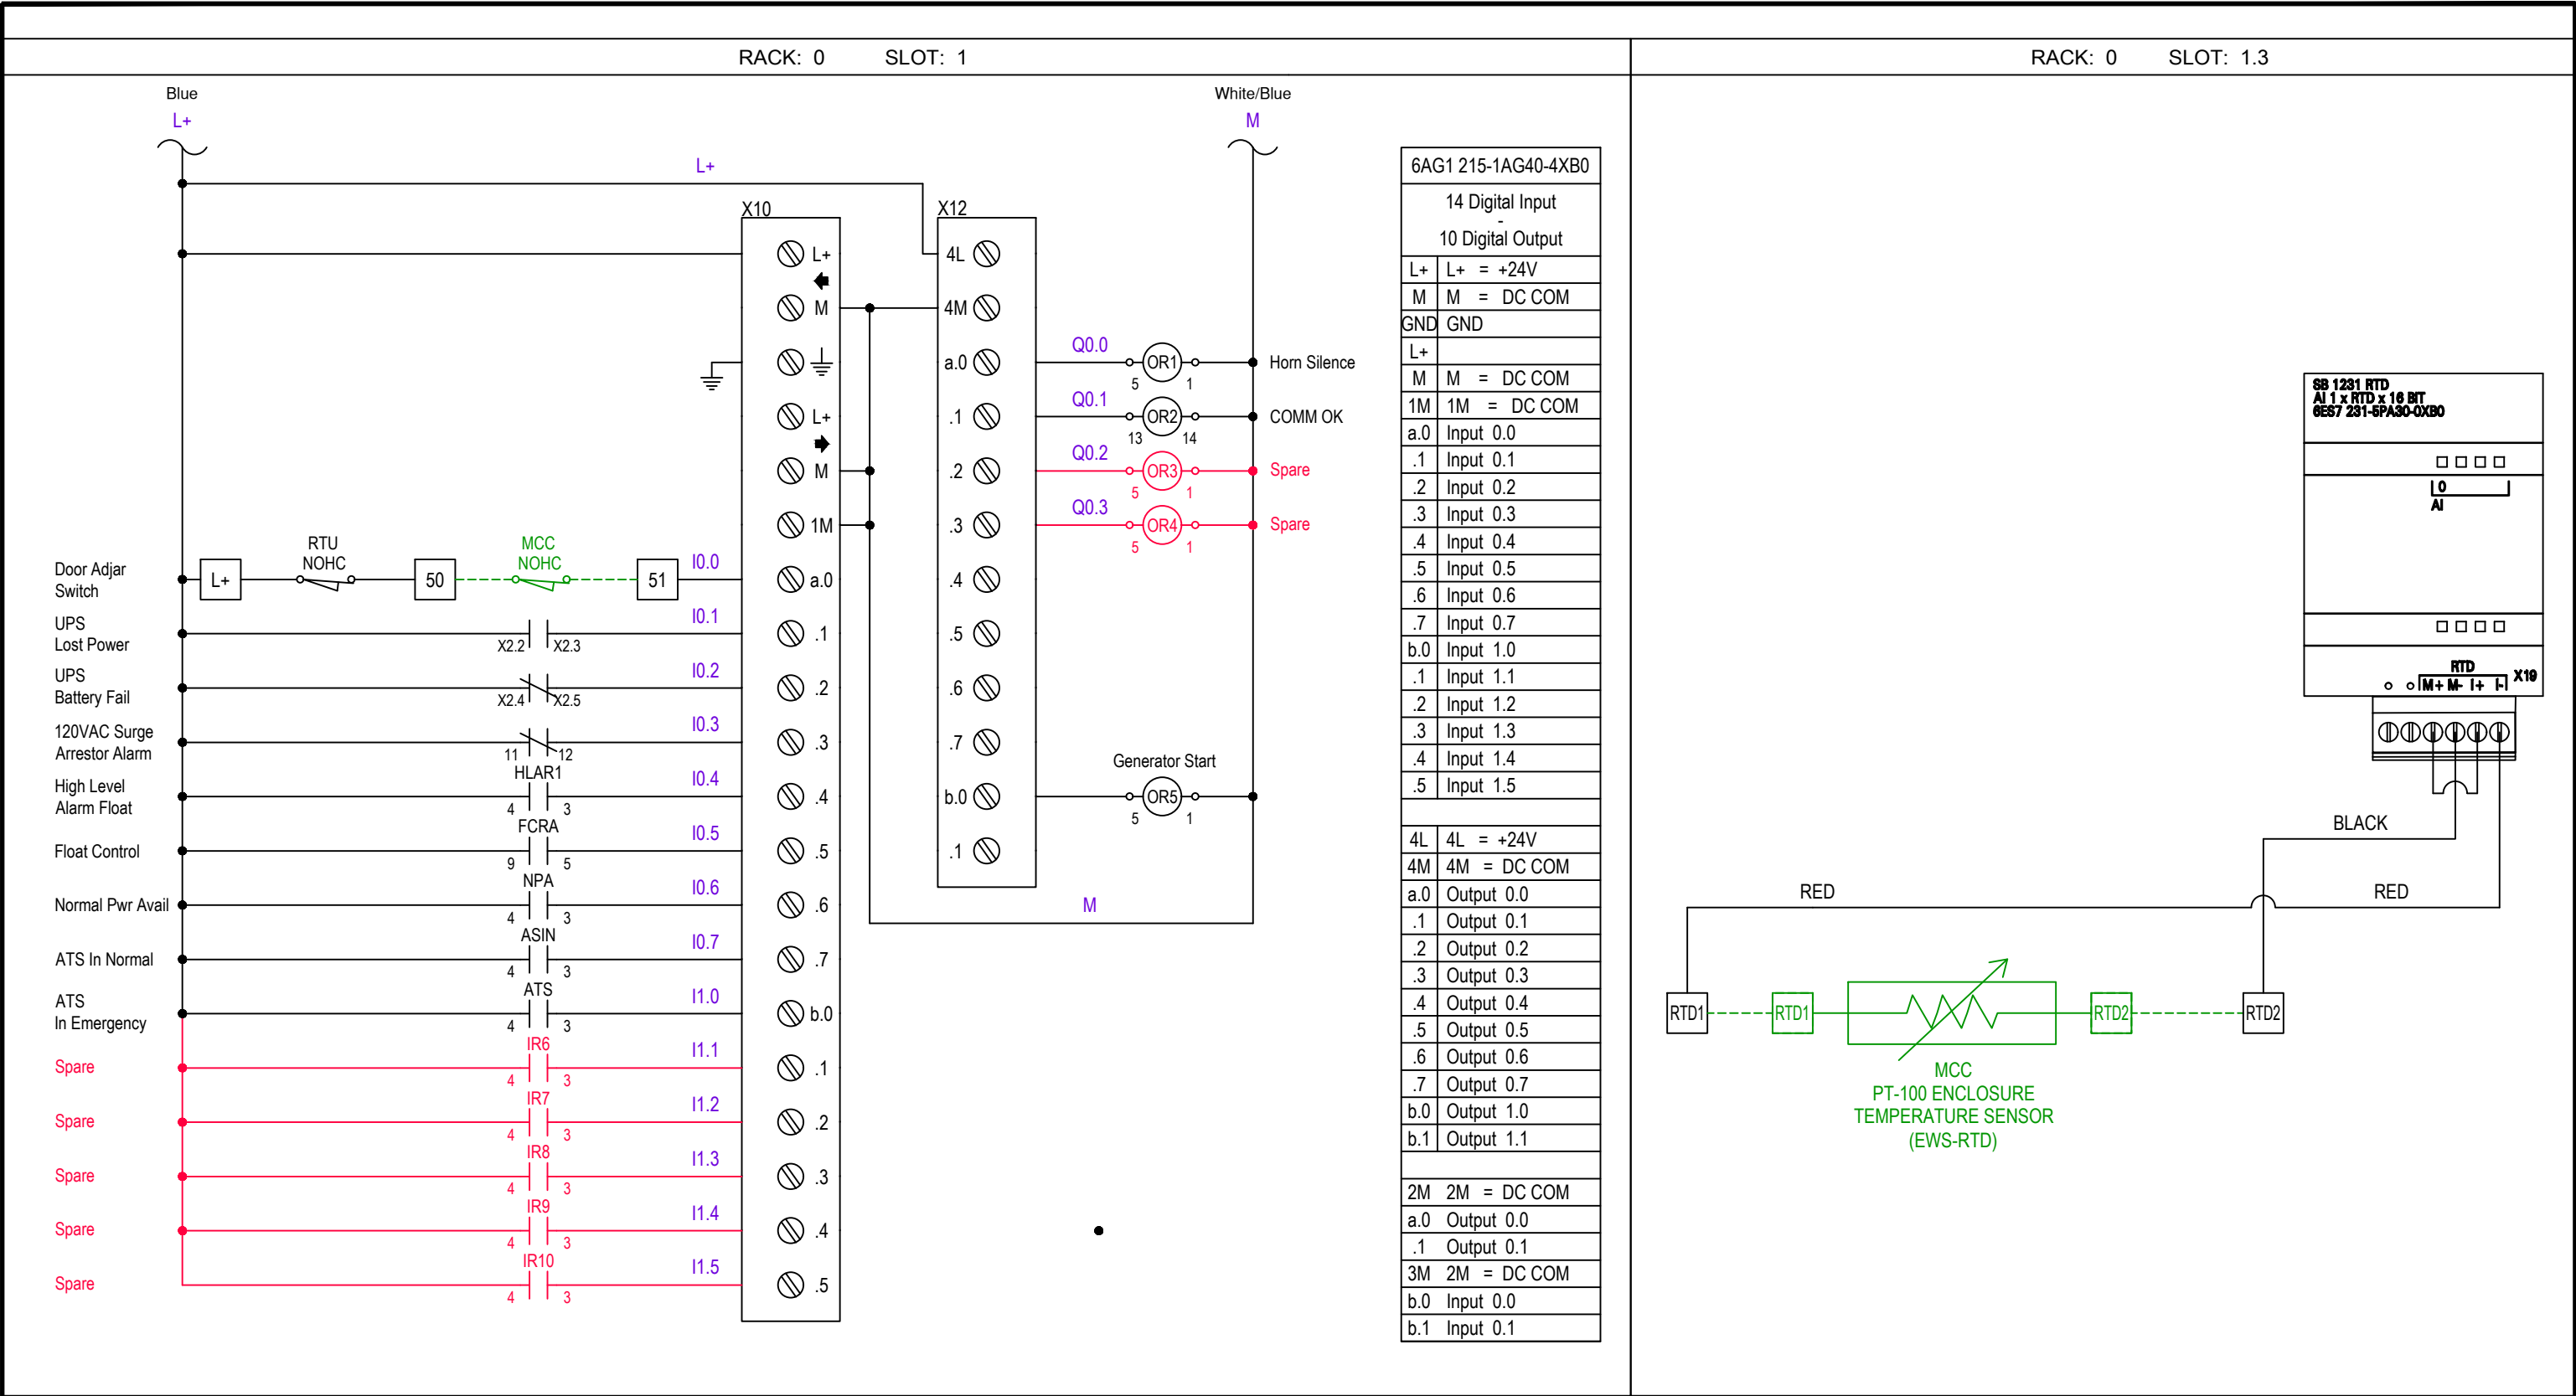 RACK: 0 SLOT: 1
RACK: 0 SLOT: 1.3
Blue
L+
White/Blue
M
L+
X10
L+
M
L+
M
1M
a.0
.1
.2
.3
.4
.5
.6
.7
b.0
.1
.2
.3
.4
.5
X12
4L
4M
a.0
.1
.2
.3
.4
.5
.6
.7
b.0
.1
Q0.0
OR1
5 1
Horn Silence
Q0.1
OR2
13 14
COMM OK
Q0.2
OR3
5 1
Spare
Q0.3
OR4
5 1
Spare
Generator Start
OR5
5 1
M
Door Adjar
Switch
L+
RTU
NOHC
50
MCC
NOHC
51
I0.0
UPS
Lost Power
X2.2 X2.3
I0.1
UPS
Battery Fail
X2.4 X2.5
I0.2
120VAC Surge
Arrestor Alarm
11 12
I0.3
High Level
Alarm Float
HLAR1
4 3
I0.4
Float Control
FCRA
9 5
I0.5
Normal Pwr Avail
NPA
4 3
I0.6
ATS In Normal
ASIN
4 3
I0.7
ATS
In Emergency
ATS
4 3
I1.0
Spare
IR6
4 3
I1.1
Spare
IR7
4 3
I1.2
Spare
IR8
4 3
I1.3
Spare
IR9
4 3
I1.4
Spare
IR10
4 3
I1.5
6AG1 215-1AG40-4XB0
14 Digital Input
-
10 Digital Output
L+ L+ = +24V
M M = DC COM
GND GND
L+
M M = DC COM
1M 1M = DC COM
a.0 Input 0.0
.1 Input 0.1
.2 Input 0.2
.3 Input 0.3
.4 Input 0.4
.5 Input 0.5
.6 Input 0.6
.7 Input 0.7
b.0 Input 1.0
.1 Input 1.1
.2 Input 1.2
.3 Input 1.3
.4 Input 1.4
.5 Input 1.5
4L 4L = +24V
4M 4M = DC COM
a.0 Output 0.0
.1 Output 0.1
.2 Output 0.2
.3 Output 0.3
.4 Output 0.4
.5 Output 0.5
.6 Output 0.6
.7 Output 0.7
b.0 Output 1.0
b.1 Output 1.1
2M 2M = DC COM
a.0 Output 0.0
.1 Output 0.1
3M 2M = DC COM
b.0 Input 0.0
b.1 Input 0.1
SB 1231 RTD
AI 1 x RTD x 16 BIT
6ES7 231-5PA30-0XB0
0
AI
RTD
X19
M+ M- I+ I-
BLACK
RED
RED
RTD1
RTD1
RTD2
RTD2
MCC
PT-100 ENCLOSURE
TEMPERATURE SENSOR
(EWS-RTD)